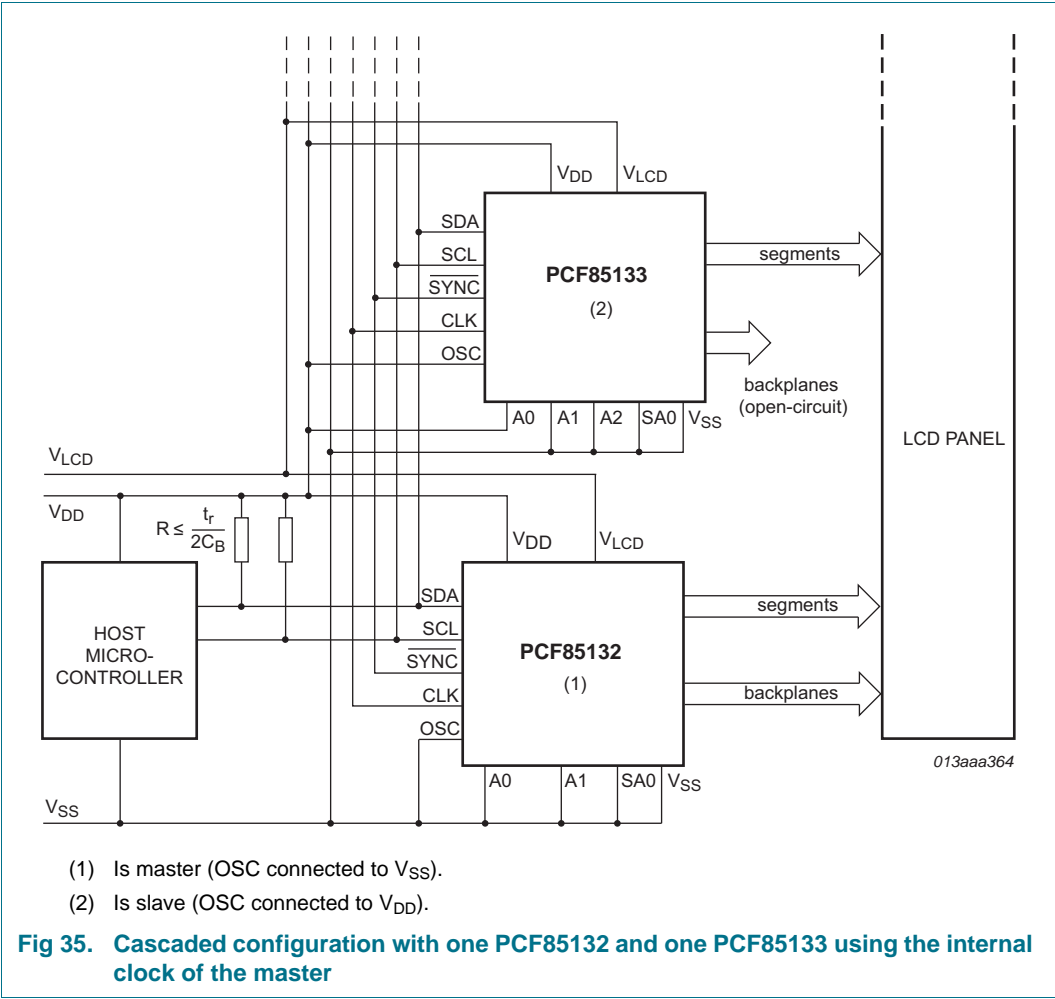 VDD
VLCD
SDA
SCL
SYNC
CLK
OSC
PCF85133
(2)
segments
backplanes
(open-circuit)
A0
A1
A2
SA0
VSS
LCD PANEL
VLCD
VDD
R ≤ tr
2CB
VDD
VLCD
HOST
MICRO-
CONTROLLER
SDA
SCL
SYNC
CLK
OSC
PCF85132
(1)
segments
backplanes
A0
A1
SA0
VSS
013aaa364
VSS
(1) Is master (OSC connected to VSS).
(2) Is slave (OSC connected to VDD).
Fig 35. Cascaded configuration with one PCF85132 and one PCF85133 using the internal
clock of the master